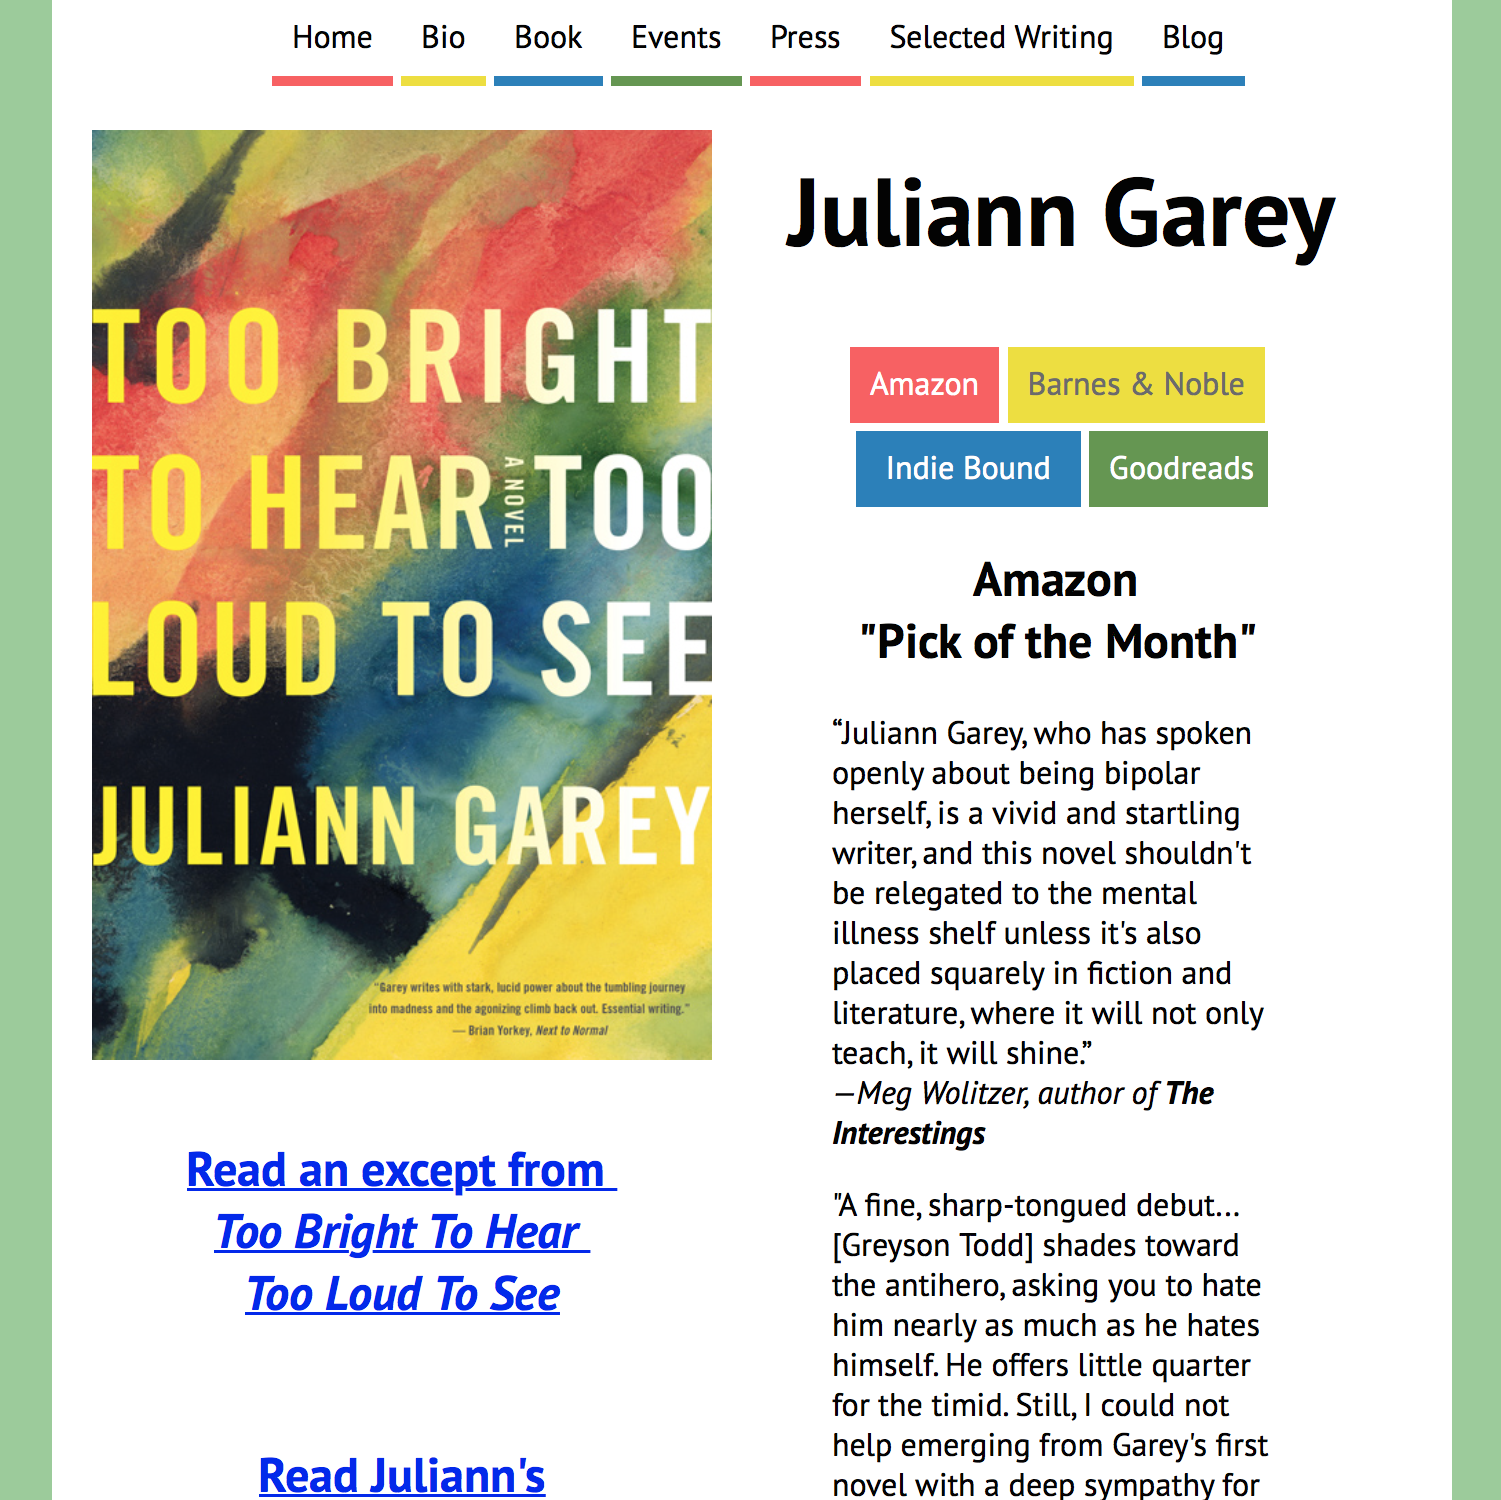 Home Bio Book Events Press Selected Writing Blog
TOO BRIGHT
TO HEAR A NOVEL TOO
LOUD TO SEE
JULIANN GAREY
"Garey writes with stark, lucid power about the tumbling journey
into madness and the agonizing climb back out. Essential writing."
— Brian Yorkey, Next to Normal
Read an except from
Too Bright To Hear
Too Loud To See
Read Juliann's
Juliann Garey
Amazon Barnes & Noble
Indie Bound Goodreads
Amazon
"Pick of the Month"
“Juliann Garey, who has spoken
openly about being bipolar
herself, is a vivid and startling
writer, and this novel shouldn't
be relegated to the mental
illness shelf unless it's also
placed squarely in fiction and
literature, where it will not only
teach, it will shine.”
—Meg Wolitzer, author of The
Interestings
"A fine, sharp-tongued debut...
[Greyson Todd] shades toward
the antihero, asking you to hate
him nearly as much as he hates
himself. He offers little quarter
for the timid. Still, I could not
help emerging from Garey's first
novel with a deep sympathy for